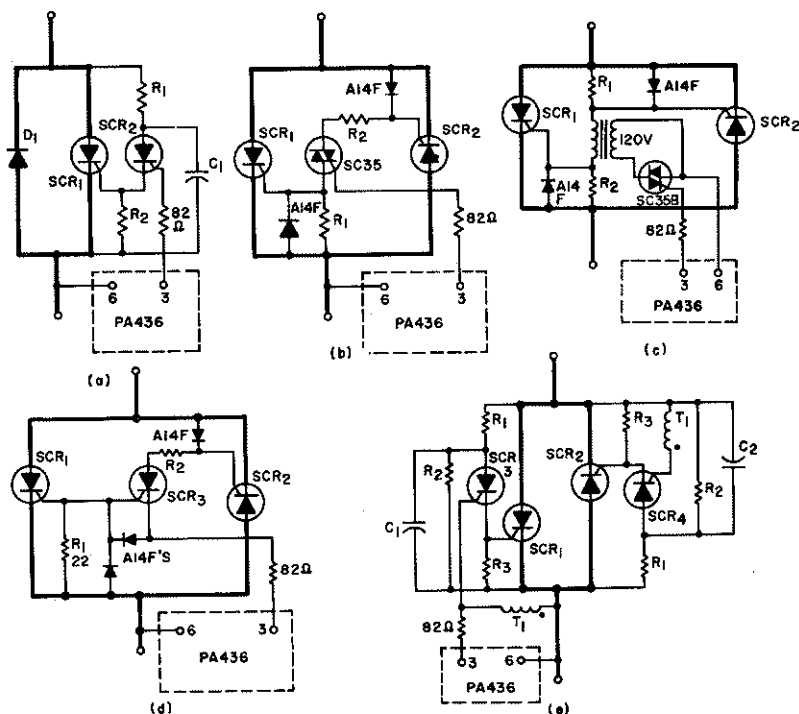 D1
SCR1
SCR2
R1
R2
82
Ω
C1
6
3
PA436
(a)
SCR1
A14F
R2
SC35
A14F
R1
SCR2
82Ω
6
3
PA436
(b)
SCR1
R1
A14F
120V
SCR2
A14
F
R2
SC35B
82Ω
3
6
PA436
(c)
SCR1
A14F
R2
SCR3
SCR2
R1
22
A14F'S
82Ω
6
3
PA436
(d)
R1
SCR
3
R2
C1
SCR1
R3
82Ω
T1
3
6
PA436
SCR2
R3
T1
C2
R2
SCR4
R1
(e)